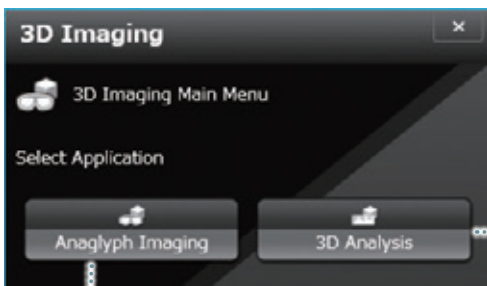 3D Imaging
3D Imaging Main Menu
Select Application
Anaglyph Imaging
3D Analysis